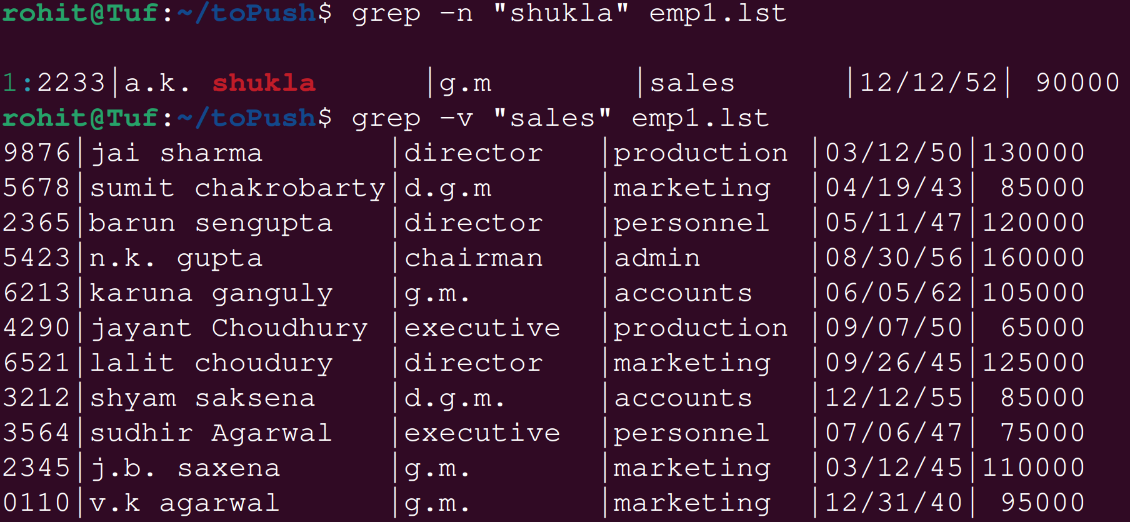 rohit@Tuf:~/toPush$ grep -n "shukla" emp1.lst
1:2233|a.k. shukla      |g.m        |sales      |12/12/52| 90000
rohit@Tuf:~/toPush$ grep -v "sales" emp1.lst
9876|jai sharma       |director   |production |03/12/50|130000
5678|sumit chakrobarty|d.g.m      |marketing  |04/19/43| 85000
2365|barun sengupta   |director   |personnel  |05/11/47|120000
5423|n.k. gupta       |chairman   |admin      |08/30/56|160000
6213|karuna ganguly   |g.m.       |accounts   |06/05/62|105000
4290|jayant Choudhury |executive  |production |09/07/50| 65000
6521|lalit choudury   |director   |marketing  |09/26/45|125000
3212|shyam saksena    |d.g.m.     |accounts   |12/12/55| 85000
3564|sudhir Agarwal   |executive  |personnel  |07/06/47| 75000
2345|j.b. saxena      |g.m.       |marketing  |03/12/45|110000
0110|v.k agarwal      |g.m.       |marketing  |12/31/40| 95000